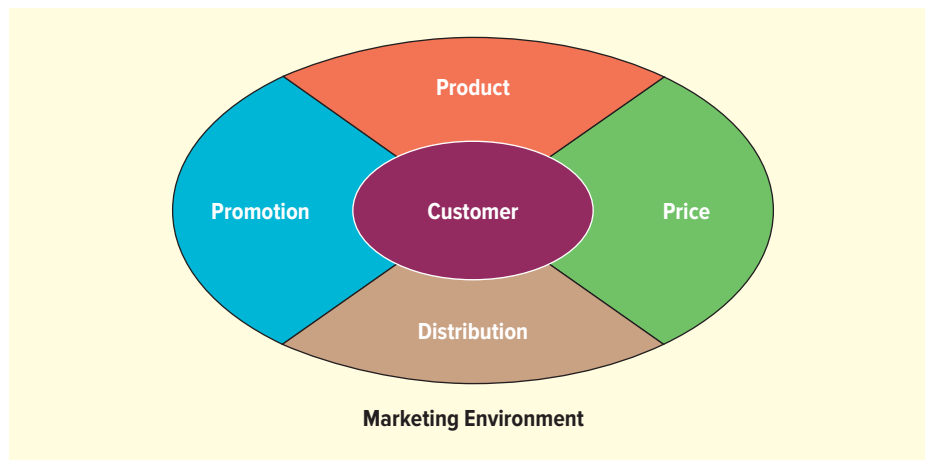 Product
Promotion
Customer
Price
Distribution
Marketing Environment